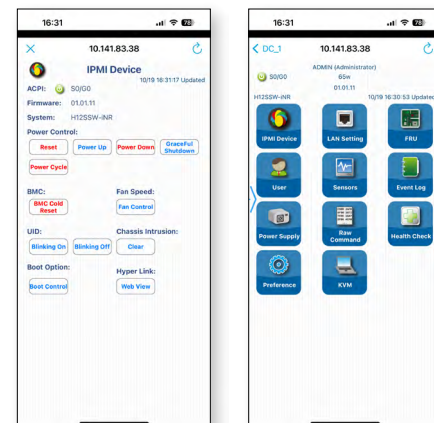 16:31
78
10.141.83.38
IPMI Device
10/19 16:31:17 Updated
ACPI: S0/G0
Firmware: 01.01.11
System: H12SSW-iNR
Power Control:
Reset
Power Up
Power Down
GraceFul
Shutdown
Power Cycle
BMC:
Fan Speed:
BMC Cold
Reset
Fan Control
UID:
Chassis Intrusion:
Blinking On
Blinking Off
Clear
Boot Option:
Hyper Link:
Boot Control
Web View
16:31
78
DC_1
10.141.83.38
ADMIN (Administrator)
S0/G0
65w
01.01.11
H12SSW-iNR
10/19 16:30:53 Updated
IPMI Device
LAN Setting
FRU
User
Sensors
Event Log
Power Supply
Raw
Command
Health Check
Preference
KVM